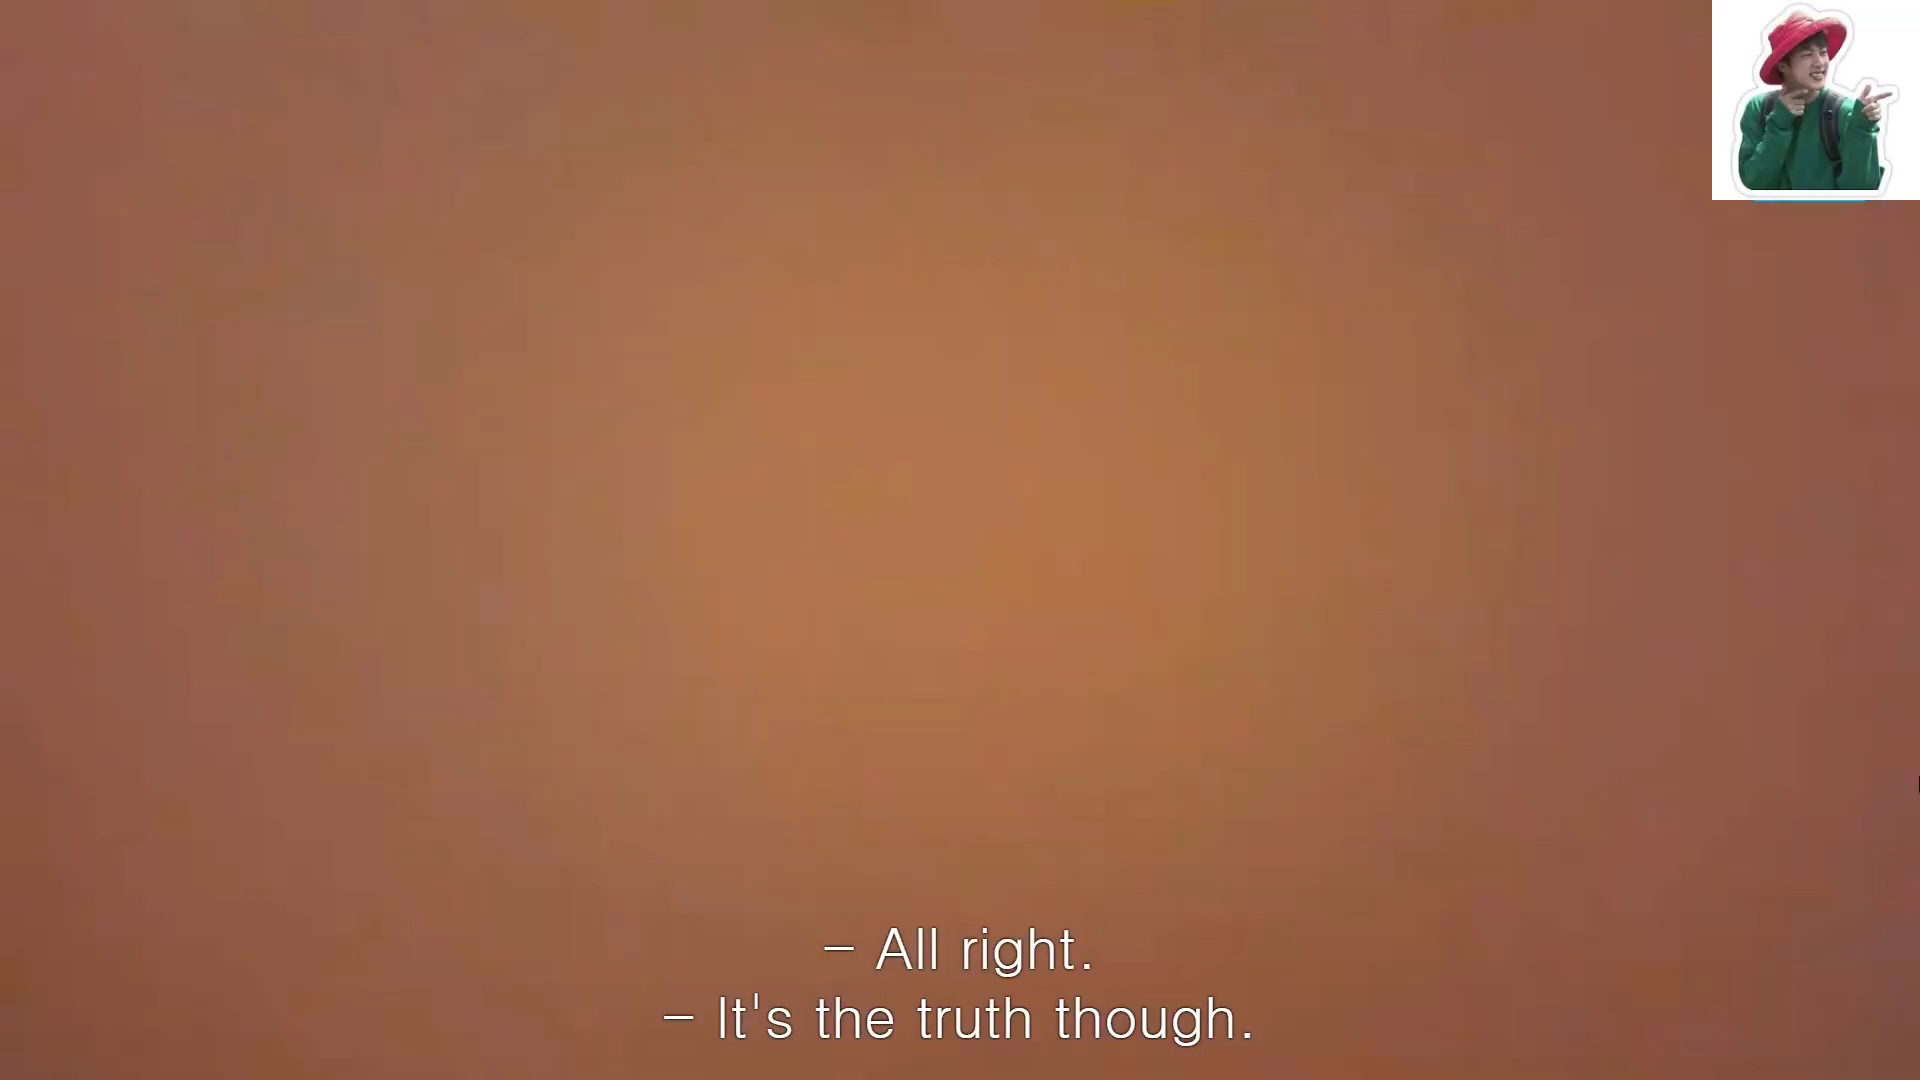 – All right.
– It's the truth though.